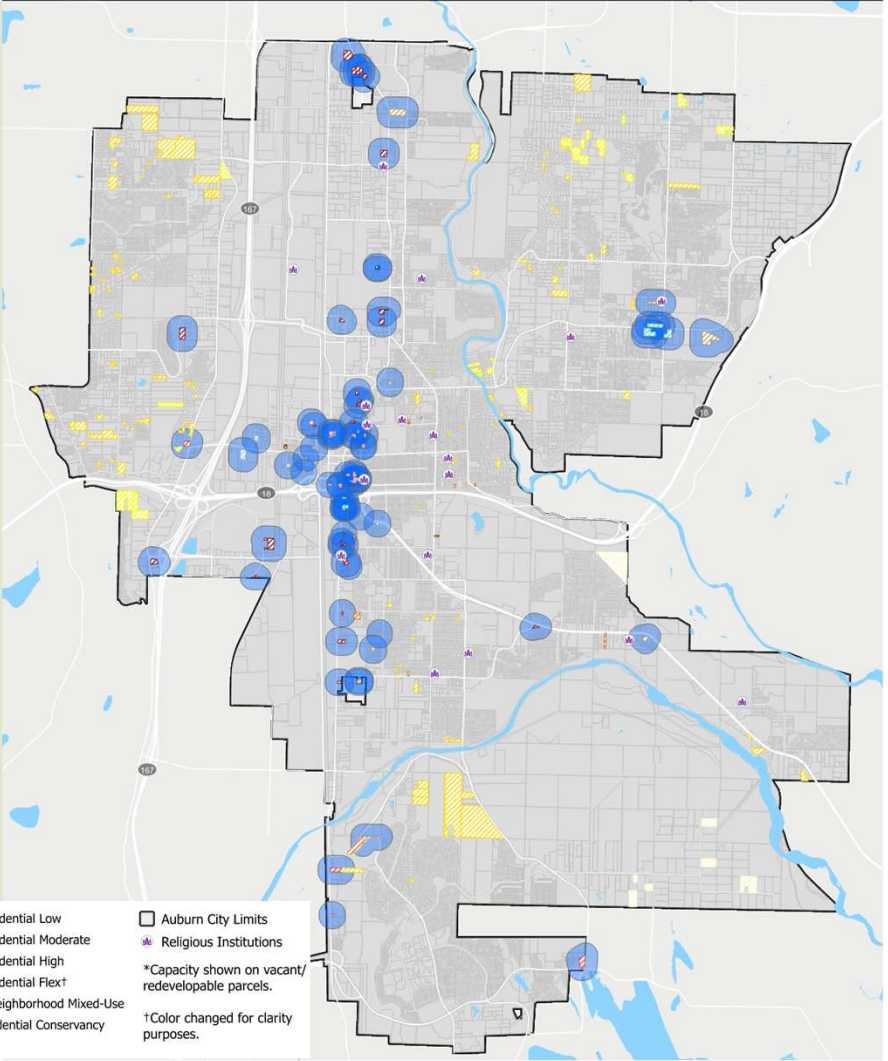 167
18
18
167
dential Low
dential Moderate
dential High
dential Flex†
eighborhood Mixed-Use
dential Conservancy
Auburn City Limits
Religious Institutions
*Capacity shown on vacant/
redevelopable parcels.
†Color changed for clarity
purposes.